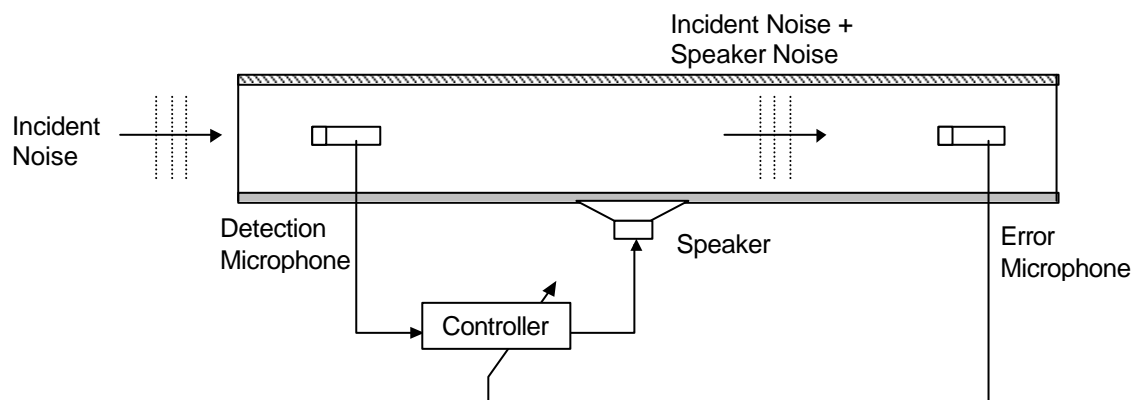 Incident Noise +
Speaker Noise
Incident
Noise
Detection
Microphone
Speaker
Error
Microphone
Controller